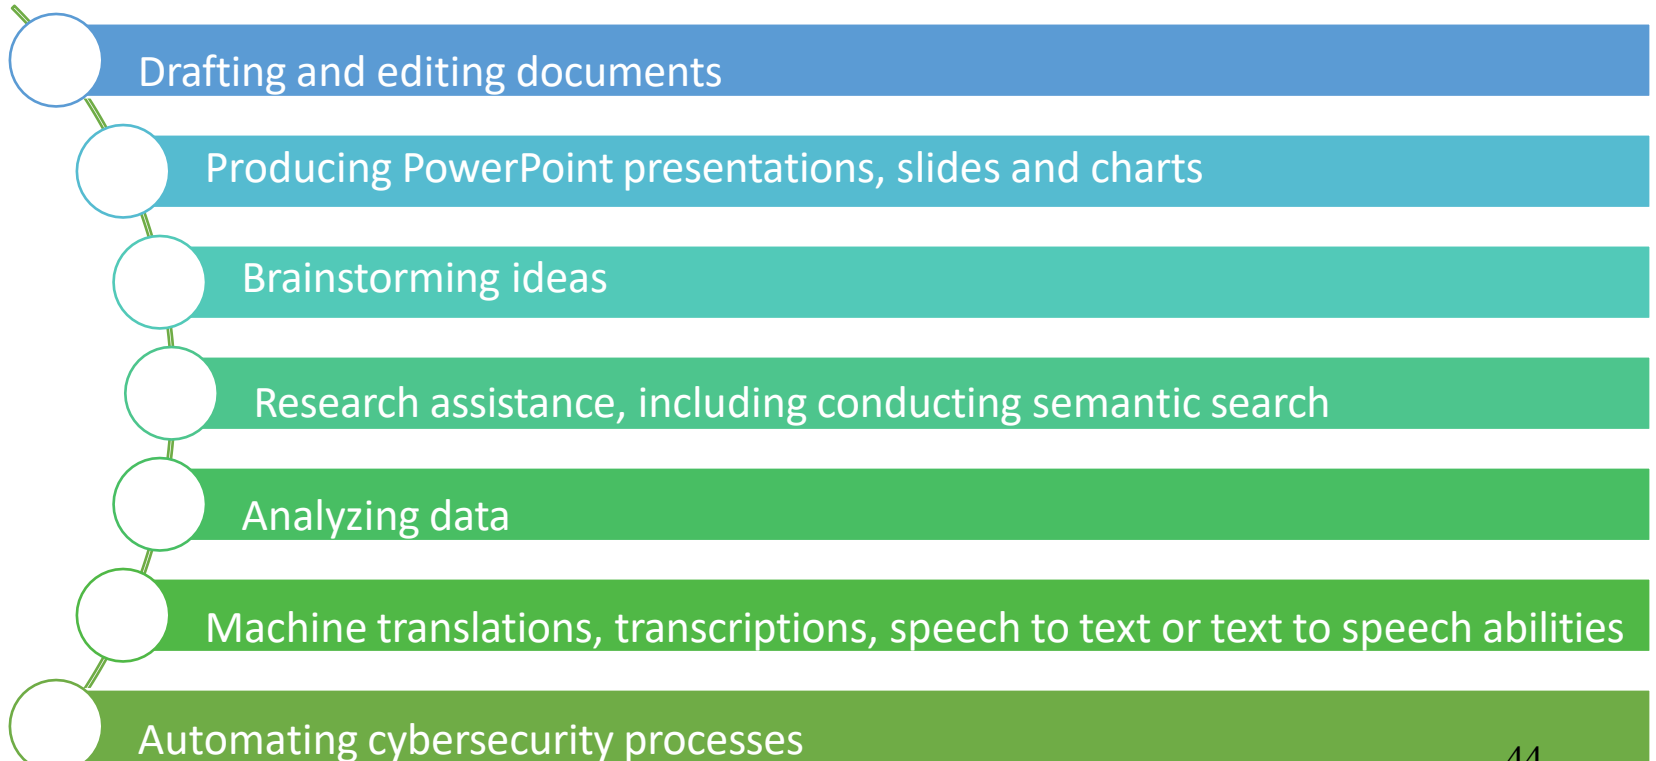 Drafting and editing documents
Producing PowerPoint presentations, slides and charts
Brainstorming ideas
Research assistance, including conducting semantic search
Analyzing data
Machine translations, transcriptions, speech to text or text to speech abilities
Automating cybersecurity processes
44